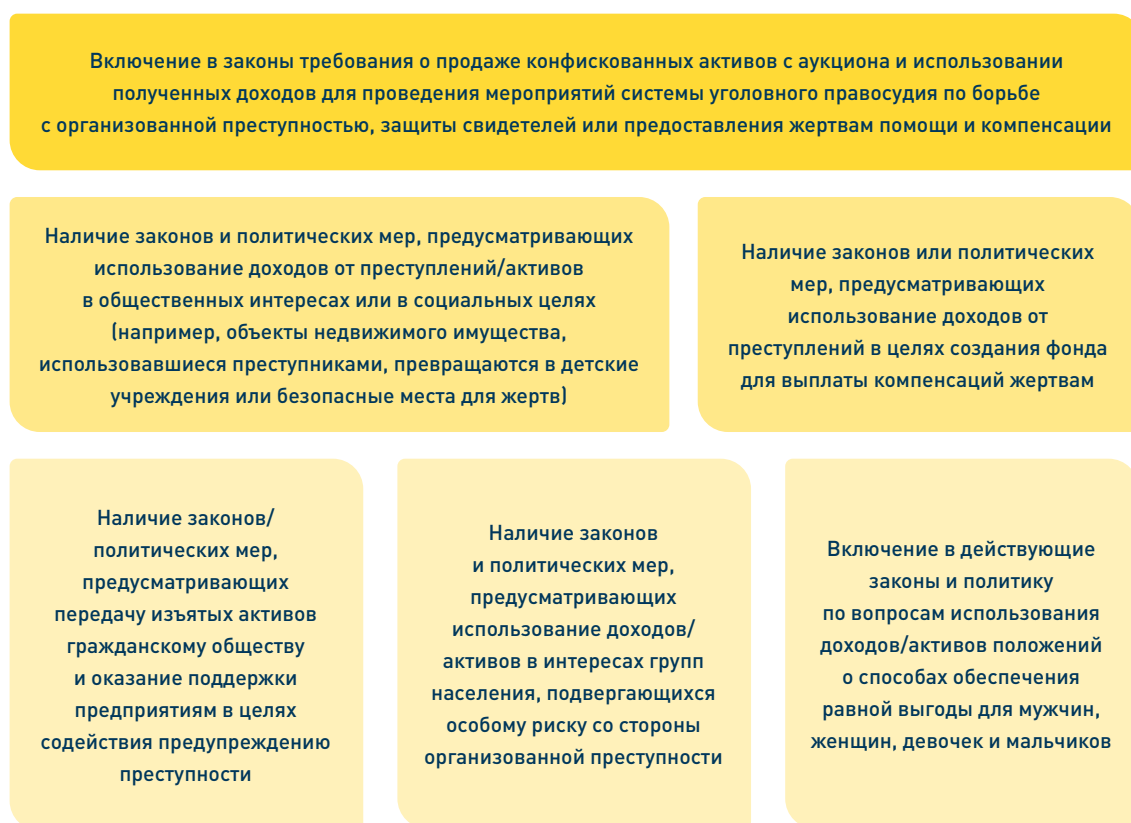 Включение в законы требования о продаже конфискованных активов с аукциона и использовании
полученных доходов для проведения мероприятий системы уголовного правосудия по борьбе
с организованной преступностью, защиты свидетелей или предоставления жертвам помощи и компенсации
Наличие законов и политических мер, предусматривающих
использование доходов от преступлений/активов
в общественных интересах или в социальных целях
(например, объекты недвижимого имущества,
использовавшиеся преступниками, превращаются в детские
учреждения или безопасные места для жертв)
Наличие законов или политических
мер, предусматривающих
использование доходов от
преступлений в целях создания фонда
для выплаты компенсаций жертвам
Наличие законов/
политических мер,
предусматривающих
передачу изъятых активов
гражданскому обществу
и оказание поддержки
предприятиям в целях
содействия предупреждению
преступности
Наличие законов
и политических мер,
предусматривающих
использование доходов/
активов в интересах групп
населения, подвергающихся
особому риску со стороны
организованной преступности
Включение в действующие
законы и политику
по вопросам использования
доходов/активов положений
о способах обеспечения
равной выгоды для мужчин,
женщин, девочек и мальчиков